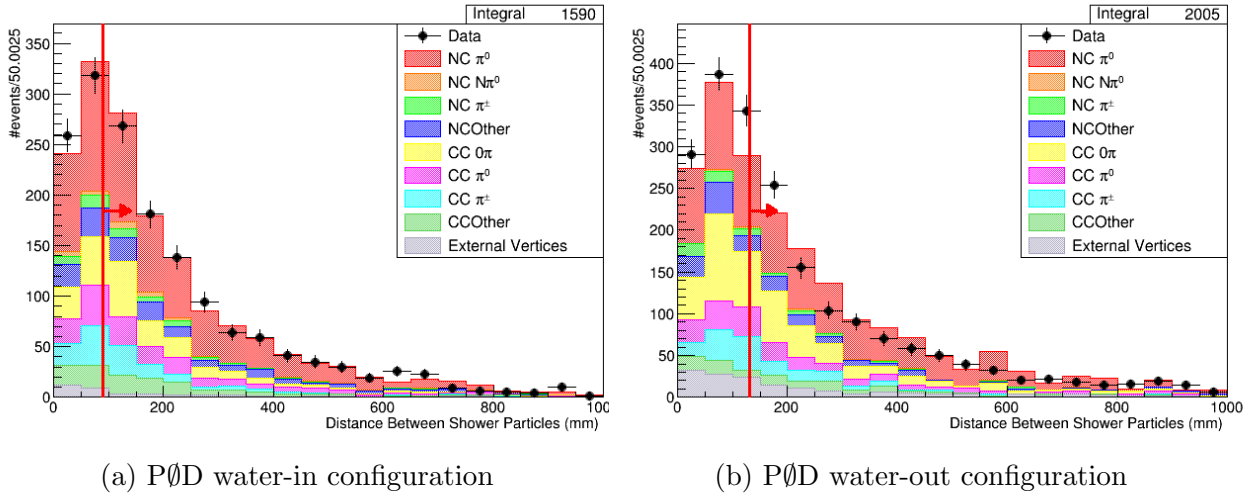 Integral 1590
#events/50.0025
350
300
250
200
150
100
50
0
Data
NC π⁰
NC Nπ⁰
NC π±
NCOther
CC 0π
CC π⁰
CC π±
CCOther
External Vertices
0 200 400 600 800 1000
Distance Between Shower Particles (mm)
(a) P∅D water-in configuration
Integral 2005
#events/50.0025
400
350
300
250
200
150
100
50
0
Data
NC π⁰
NC Nπ⁰
NC π±
NCOther
CC 0π
CC π⁰
CC π±
CCOther
External Vertices
0 200 400 600 800 1000
Distance Between Shower Particles (mm)
(b) P∅D water-out configuration